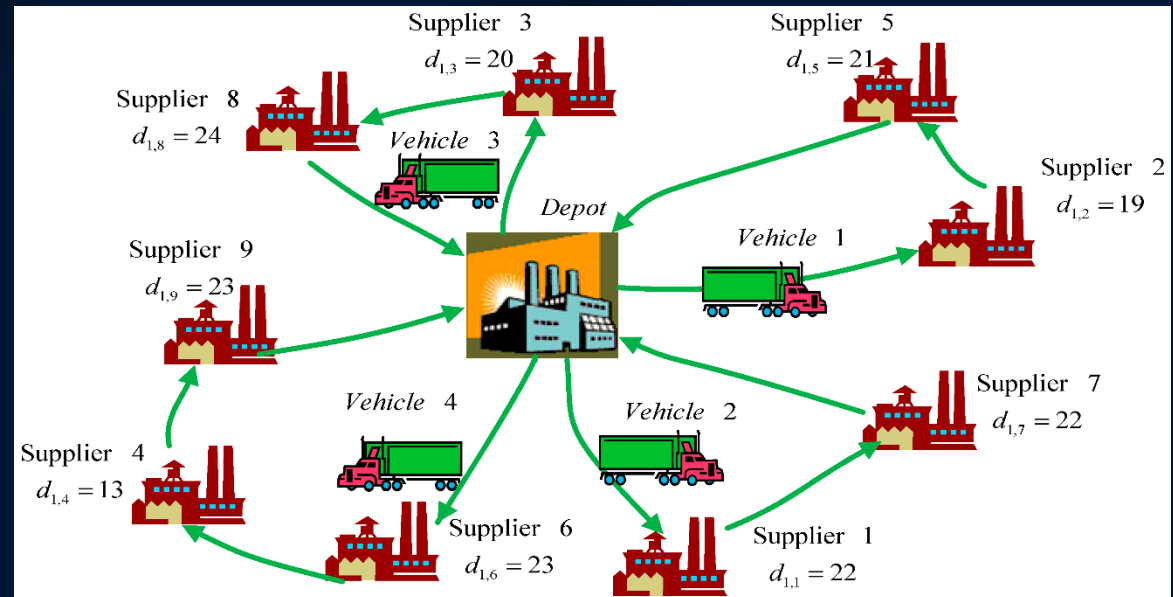 Supplier 3
d₁,₃ = 20
Supplier 5
d₁,₅ = 21
Supplier 8
d₁,₈ = 24
Vehicle 3
Supplier 2
d₁,₂ = 19
Depot
Vehicle 1
Supplier 9
d₁,₉ = 23
Vehicle 4
Vehicle 2
Supplier 7
d₁,₇ = 22
Supplier 4
d₁,₄ = 13
Supplier 6
d₁,₆ = 23
Supplier 1
d₁,₁ = 22